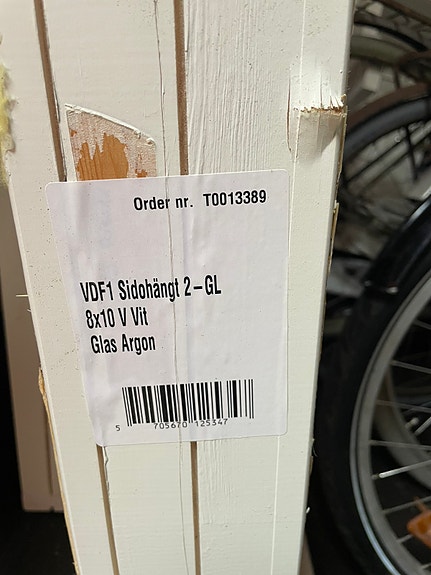 Order nr. T0013389
VDF1 Sidohängt 2-GL
8x10 V Vit
Glas Argon
5 705670 125347